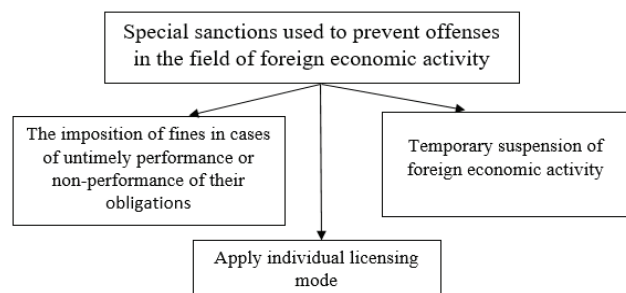 Special sanctions used to prevent offenses
in the field of foreign economic activity
The imposition of fines in cases
of untimely performance or
non-performance of their
obligations
Temporary suspension of
foreign economic activity
Apply individual licensing
mode